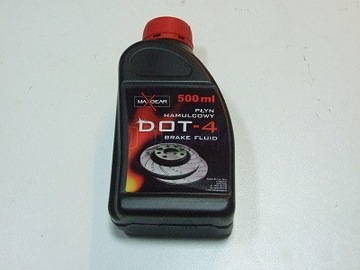 MAXGEAR
500 ml
PŁYN
HAMULCOWY
DOT-4
BRAKE FLUID